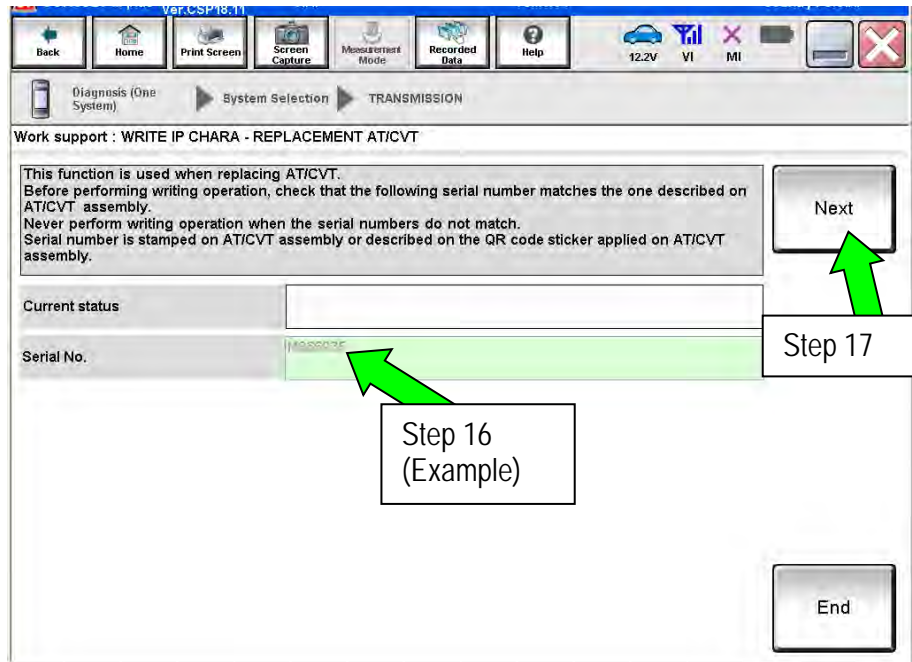 Ver.CSP18.11
Back
Home
Print Screen
Screen
Capture
Measurement
Mode
Recorded
Data
Help
12.2V
VI
MI
Diagnosis (One
System)
System Selection
TRANSMISSION
Work support : WRITE IP CHARA - REPLACEMENT AT/CVT
This function is used when replacing AT/CVT.
Before performing writing operation, check that the following serial number matches the one described on
AT/CVT assembly.
Never perform writing operation when the serial numbers do not match.
Serial number is stamped on AT/CVT assembly or described on the QR code sticker applied on AT/CVT
assembly.
Next
Current status
Serial No.
Step 17
Step 16
(Example)
End